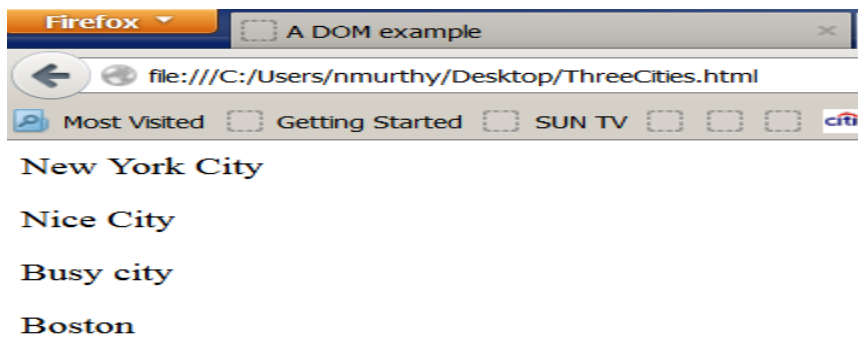 Firefox
A DOM example
file:///C:/Users/nmurthy/Desktop/ThreeCities.html
Most Visited Getting Started SUN TV citi
New York City
Nice City
Busy city
Boston